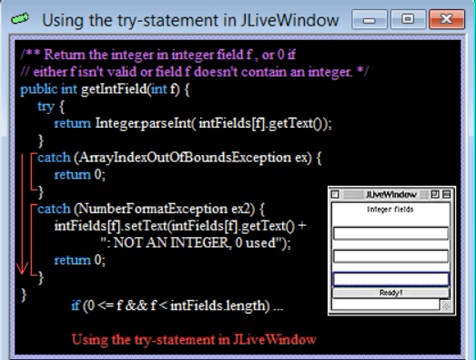 Using the try-statement in JLiveWindow
/** Return the integer in integer field f , or 0 if
// either f isn't valid or field f doesn't contain an integer. */
public int getIntField(int f) {
try {
return Integer.parseInt( intFields[f].getText());
}
catch (ArrayIndexOutOfBoundsException ex) {
return 0;
}
catch (NumberFormatException ex2) {
intFields[f].setText(intFields[f].getText() +
": NOT AN INTEGER, 0 used");
return 0;
}
}
JLiveWindow
Integer fields
Ready!
if (0 <= f && f < intFields.length) ...
Using the try-statement in JLiveWindow